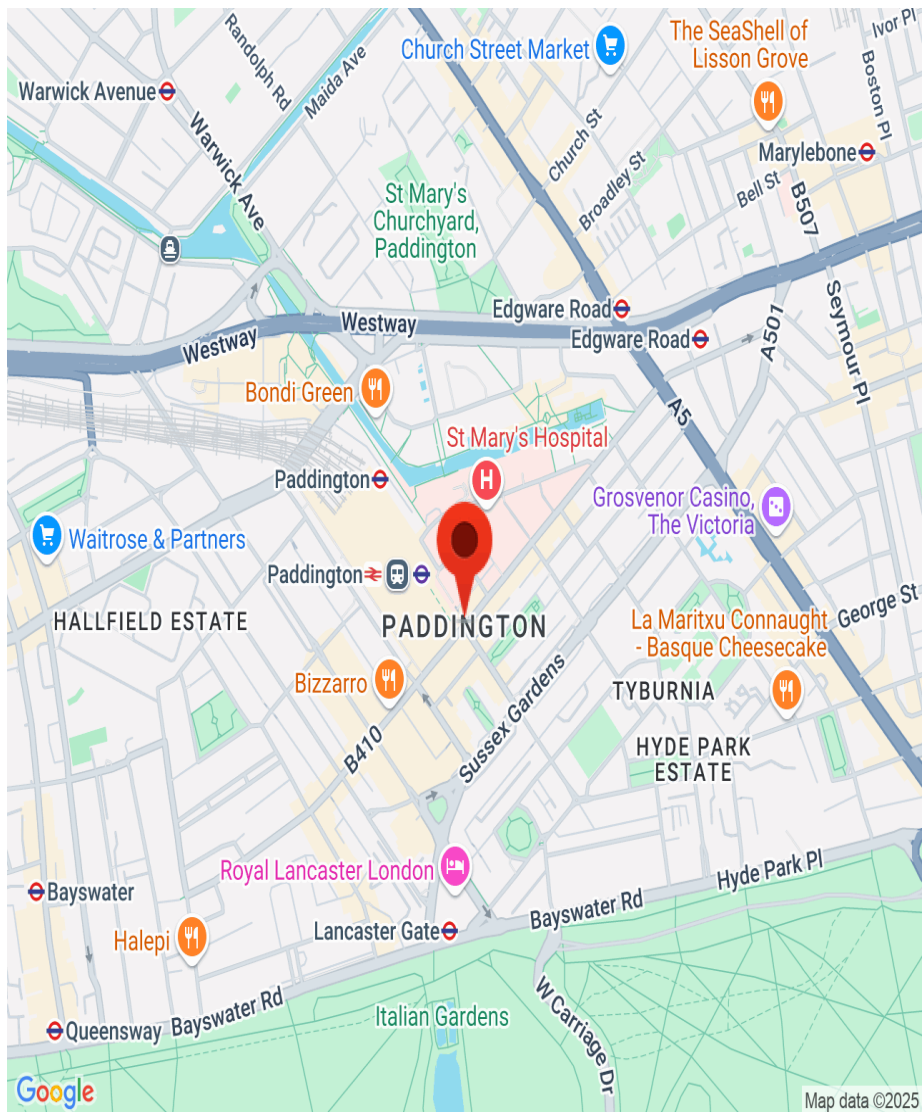 Ivor Pl
The SeaShell of
Lisson Grove
Church Street Market
Randolph Rd
Maida Ave
Boston Pl
Warwick Avenue
Warwick Ave
Church St
Marylebone
Broadley St
Bell St
B507
St Mary's
Churchyard,
Paddington
Seymour Pl
Edgware Road
Westway
Westway
Edgware Road
A501
Bondi Green
A5
St Mary's Hospital
H
Paddington
Grosvenor Casino,
The Victoria
Waitrose & Partners
Paddington
HALLFIELD ESTATE
PADDINGTON
La Maritxu Connaught
- Basque Cheesecake
George St
Bizzarro
TYBURNIA
Sussex Gardens
B410
HYDE PARK
ESTATE
Royal Lancaster London
Hyde Park Pl
Bayswater
Bayswater Rd
Halepi
Lancaster Gate
Bayswater Rd
Queensway
Italian Gardens
W Carriage Dr
Google
Map data ©2025